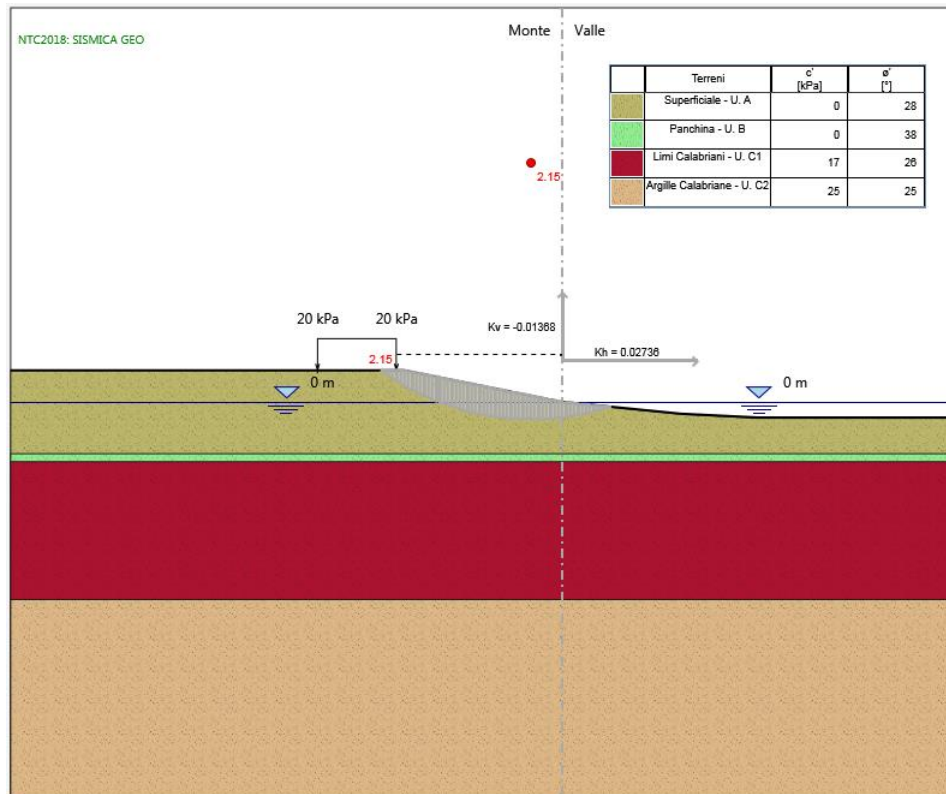 Monte Valle
NTC2018: SISMICA GEO
Terreni c' [kPa] ø' [°]
Superficiale - U. A 0 28
Panchina - U. B 0 38
Limi Calabriani - U. C1 17 26
Argille Calabriane - U. C2 25 25
2.15
20 kPa 20 kPa
Kv = -0.01368
2.15
Kh = 0.02736
0 m 0 m